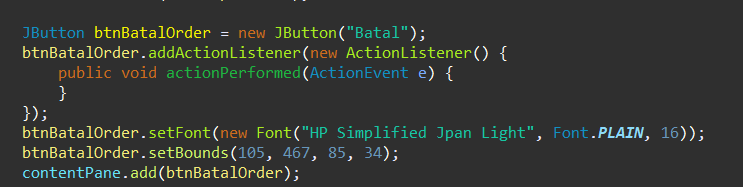 JButton btnBatalOrder = new JButton("Batal");
btnBatalOrder.addActionListener(new ActionListener() {
    public void actionPerformed(ActionEvent e) {
    }
});
btnBatalOrder.setFont(new Font("HP Simplified Jpan Light", Font.PLAIN, 16));
btnBatalOrder.setBounds(105, 467, 85, 34);
contentPane.add(btnBatalOrder);